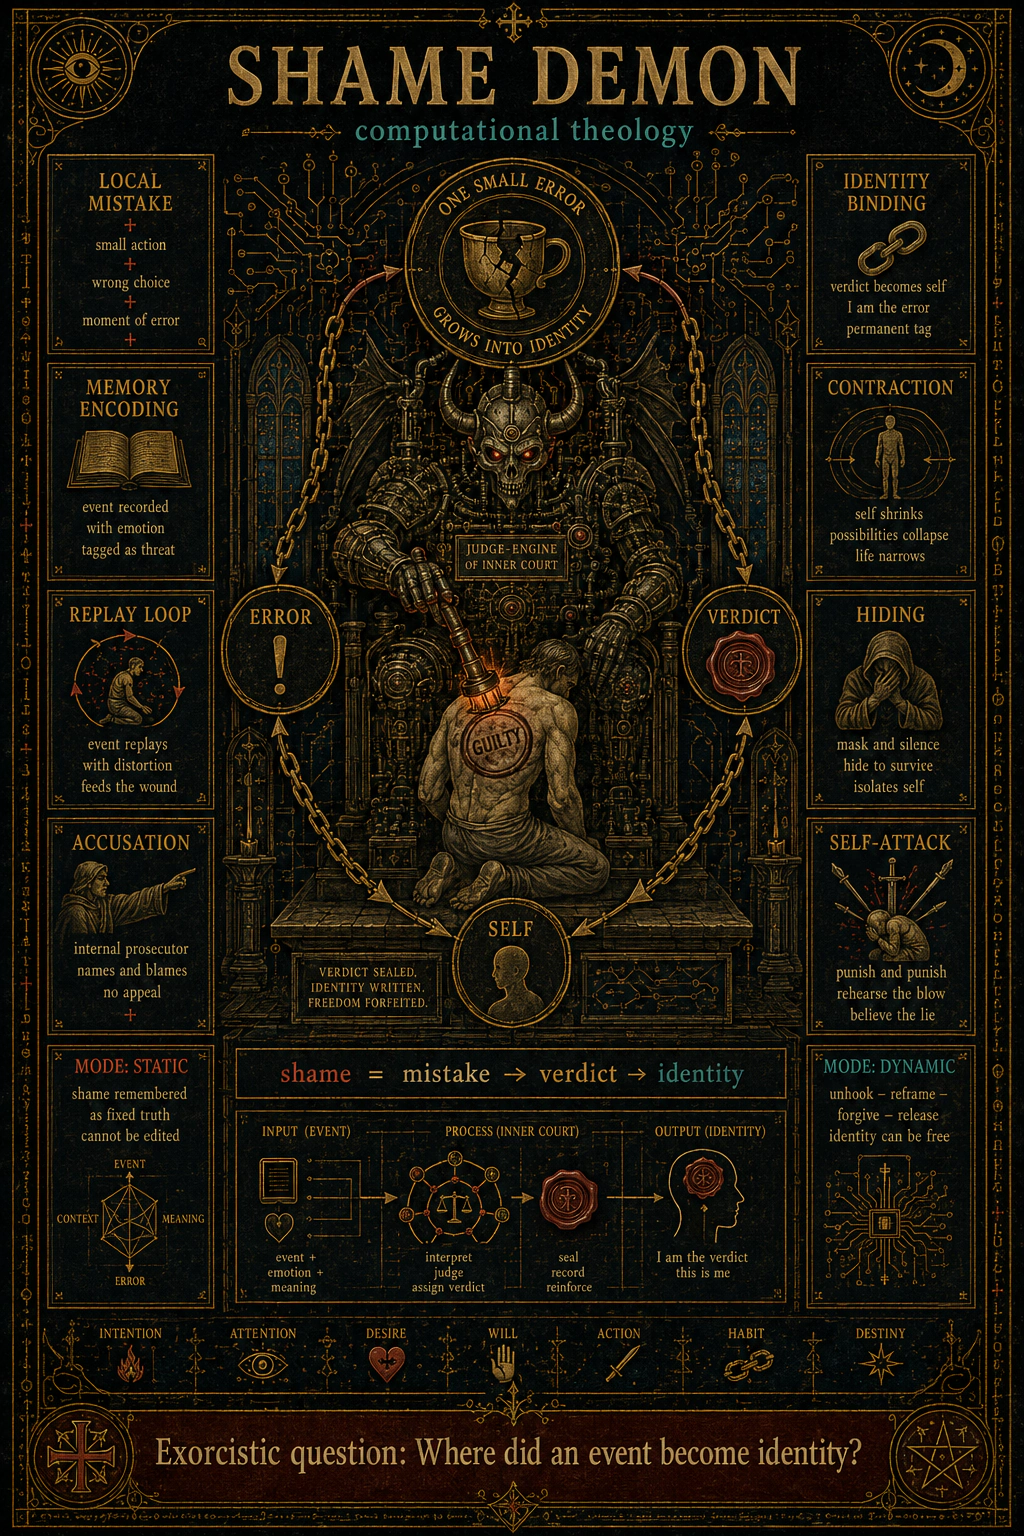 SHAME DEMON
computational theology
LOCAL
MISTAKE
small action
wrong choice
moment of error
MEMORY
ENCODING
event recorded
with emotion
tagged as threat
REPLAY LOOP
event replays
with distortion
feeds the wound
ACCUSATION
internal prosecutor
names and blames
no appeal
MODE: STATIC
shame remembered
as fixed truth
cannot be edited
EVENT
CONTEXT
MEANING
ERROR
ONE SMALL ERROR
GROWS INTO IDENTITY
JUDGE-ENGINE
OF INNER COURT
ERROR
!
VERDICT
GUILTY
SELF
VERDICT SEALED.
IDENTITY WRITTEN.
FREEDOM FORFEITED.
shame = mistake → verdict → identity
INPUT (EVENT)
PROCESS (INNER COURT)
OUTPUT (IDENTITY)
event +
emotion +
meaning
interpret
judge
assign verdict
seal
record
reinforce
I am the verdict
this is me
IDENTITY
BINDING
verdict becomes self
I am the error
permanent tag
CONTRACTION
self shrinks
possibilities collapse
life narrows
HIDING
mask and silence
hide to survive
isolates self
SELF-ATTACK
punish and punish
rehearse the blow
believe the lie
MODE: DYNAMIC
unhook – reframe –
forgive – release
identity can be free
INTENTION
ATTENTION
DESIRE
WILL
ACTION
HABIT
DESTINY
Exorcistic question: Where did an event become identity?